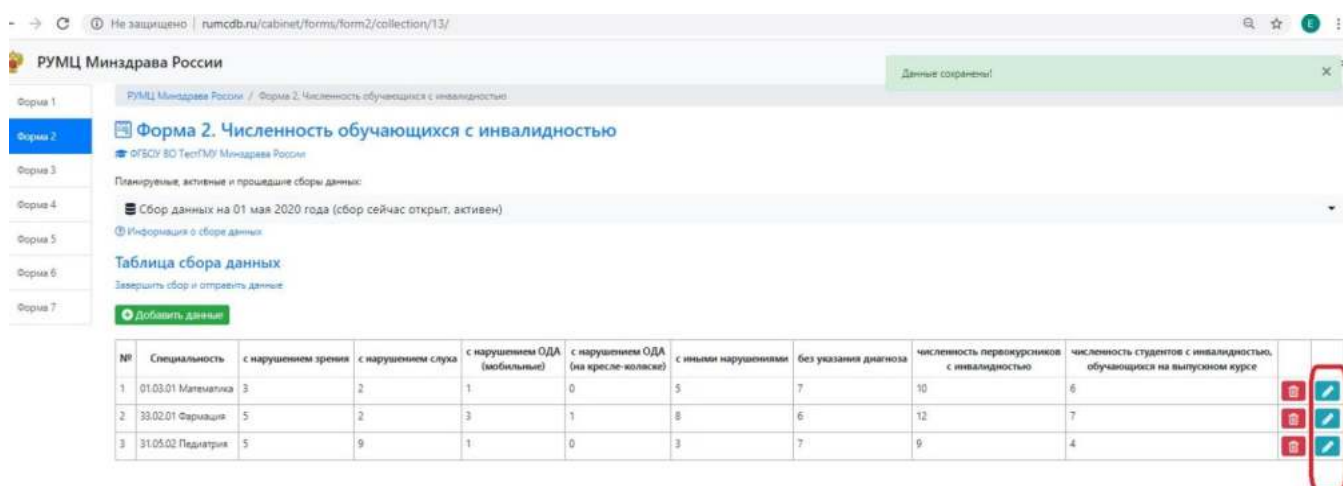 Не защищено | rumcdb.ru/cabinet/forms/form2/collection/13/
E
РУМЦ Минздрава России
Данные сохранены!
Форма 1
Форма 2
Форма 3
Форма 4
Форма 5
Форма 6
Форма 7
РУМЦ Минздрава России / Форма 2. Численность обучающихся с инвалидностью
Форма 2. Численность обучающихся с инвалидностью
ФГБОУ ВО ТестГМУ Минздрава России
Планируемые, активные и прошедшие сборы данных:
Сбор данных на 01 мая 2020 года (сбор сейчас открыт, активен)
Информация о сборе данных
Таблица сбора данных
Завершить сбор и отправить данные
Добавить данные
№ Специальность с нарушением зрения с нарушением слуха с нарушением ОДА (мобильные) с нарушением ОДА (на кресле-коляске) с иными нарушениями без указания диагноза численность первокурсников с инвалидностью численность студентов с инвалидностью, обучающихся на выпускном курсе
1 01.03.01 Математика 3 2 1 0 5 7 10 6
2 33.02.01 Фармация 5 2 3 1 8 6 12 7
3 31.05.02 Педиатрия 5 9 1 0 3 7 9 4